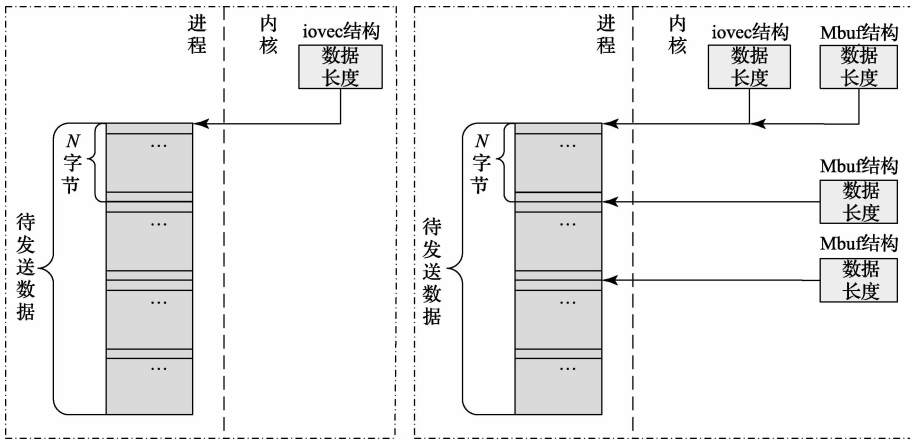 进程
内核
iovec结构
数据
长度
N
字节
…
…
…
…
待发送数据
进程
内核
iovec结构
数据
长度
Mbuf结构
数据
长度
N
字节
…
…
…
…
待发送数据
Mbuf结构
数据
长度
Mbuf结构
数据
长度